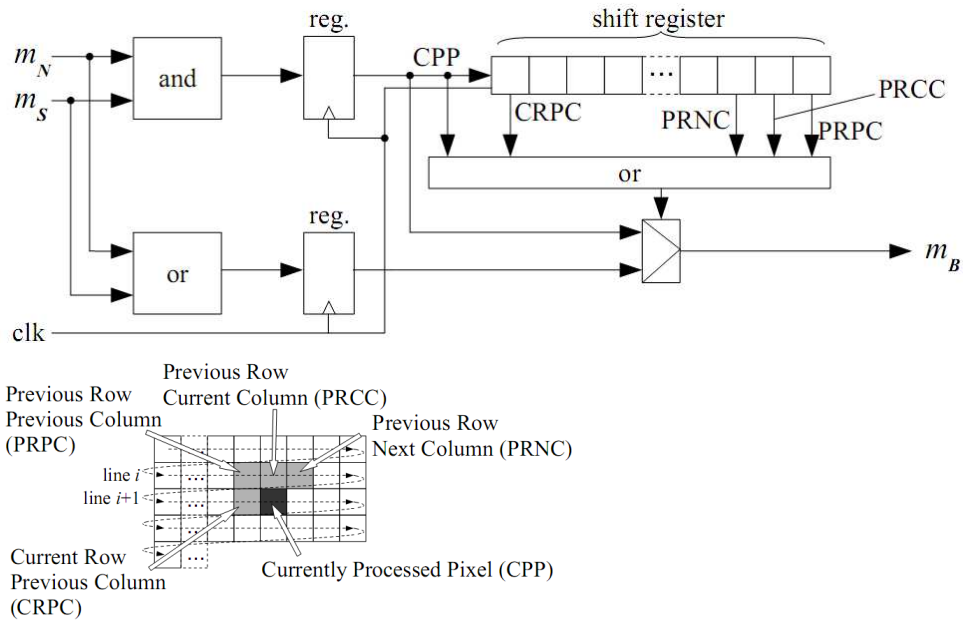 reg.
shift register
m_N
and
CPP
PRCC
m_S
CRPC
PRNC
PRPC
or
reg.
or
m_B
clk
Previous Row
Current Column (PRCC)
Previous Row
Previous Column
(PRPC)
Previous Row
Next Column (PRNC)
...
line i
...
line i+1
...
...
...
Current Row
Previous Column
(CRPC)
Currently Processed Pixel (CPP)